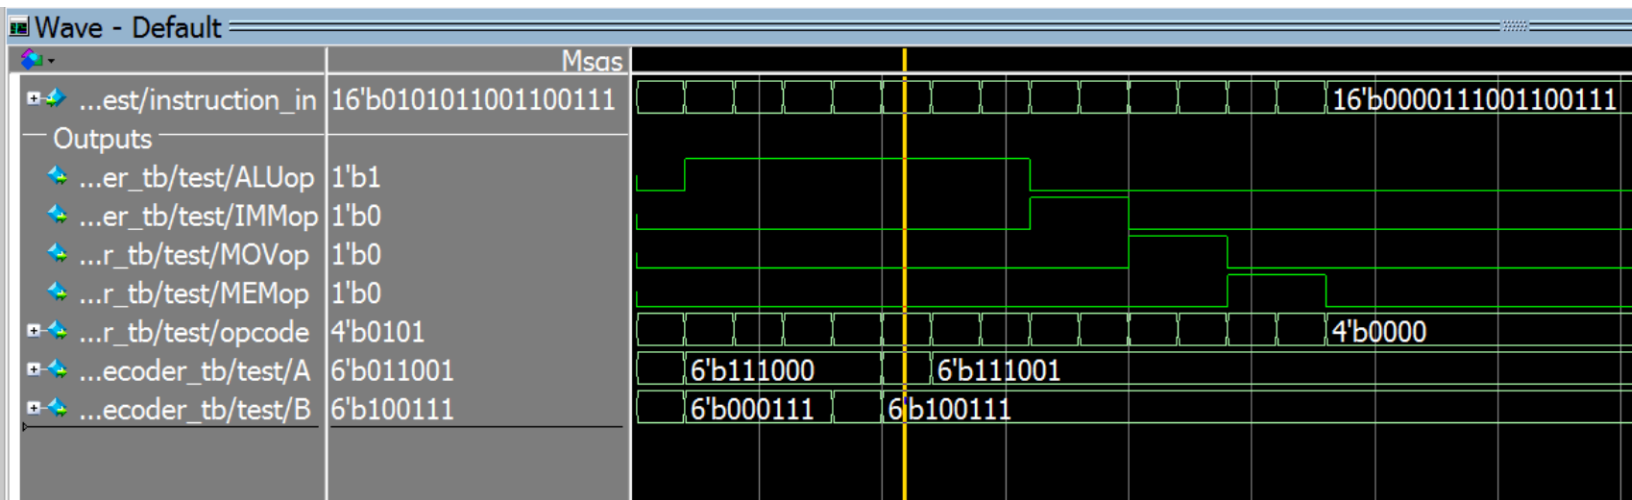 Wave - Default
Msgs
...est/instruction_in 16'b0101011001100111 16'b0000111001100111
Outputs
...er_tb/test/ALUop 1'b1
...er_tb/test/IMMop 1'b0
...r_tb/test/MOVop 1'b0
...r_tb/test/MEMop 1'b0
...r_tb/test/opcode 4'b0101 4'b0000
...ecoder_tb/test/A 6'b011001 6'b111000 6'b111001
...ecoder_tb/test/B 6'b100111 6'b000111 6'b100111